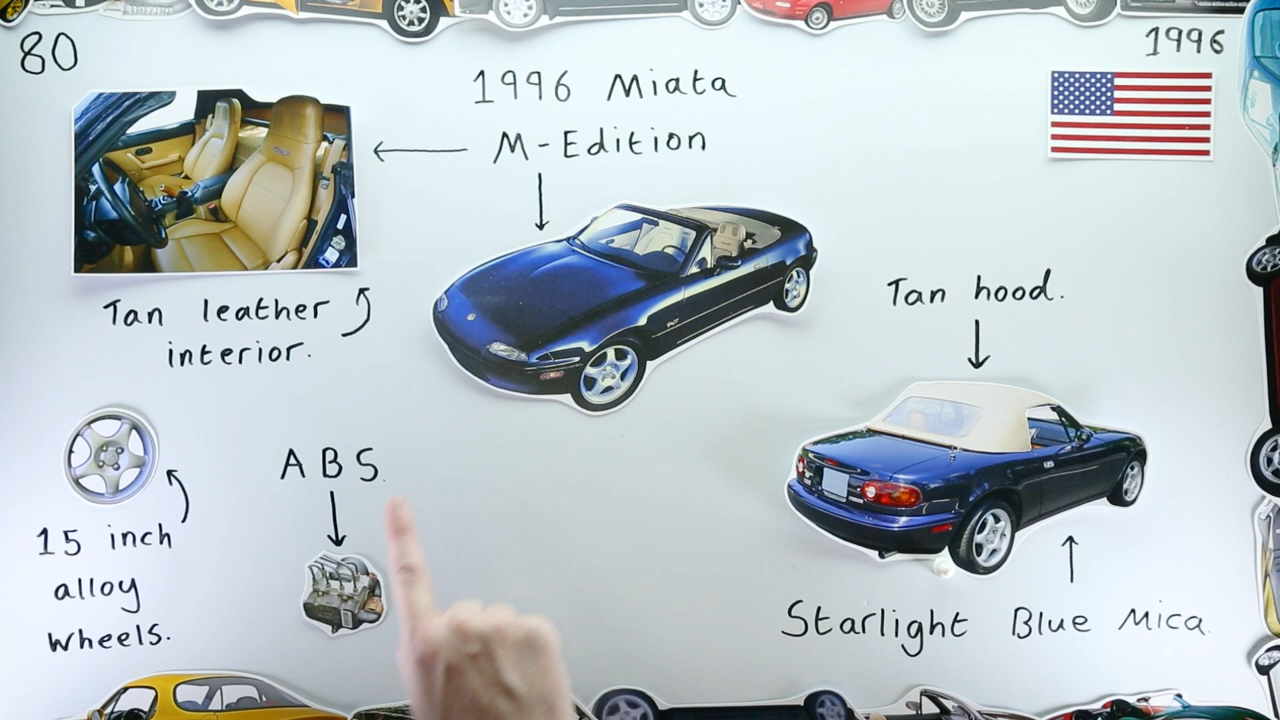 80
1996
1996 Miata
M-Edition
Tan leather
interior.
Tan hood.
ABS.
15 inch
alloy
wheels.
Starlight Blue Mica.